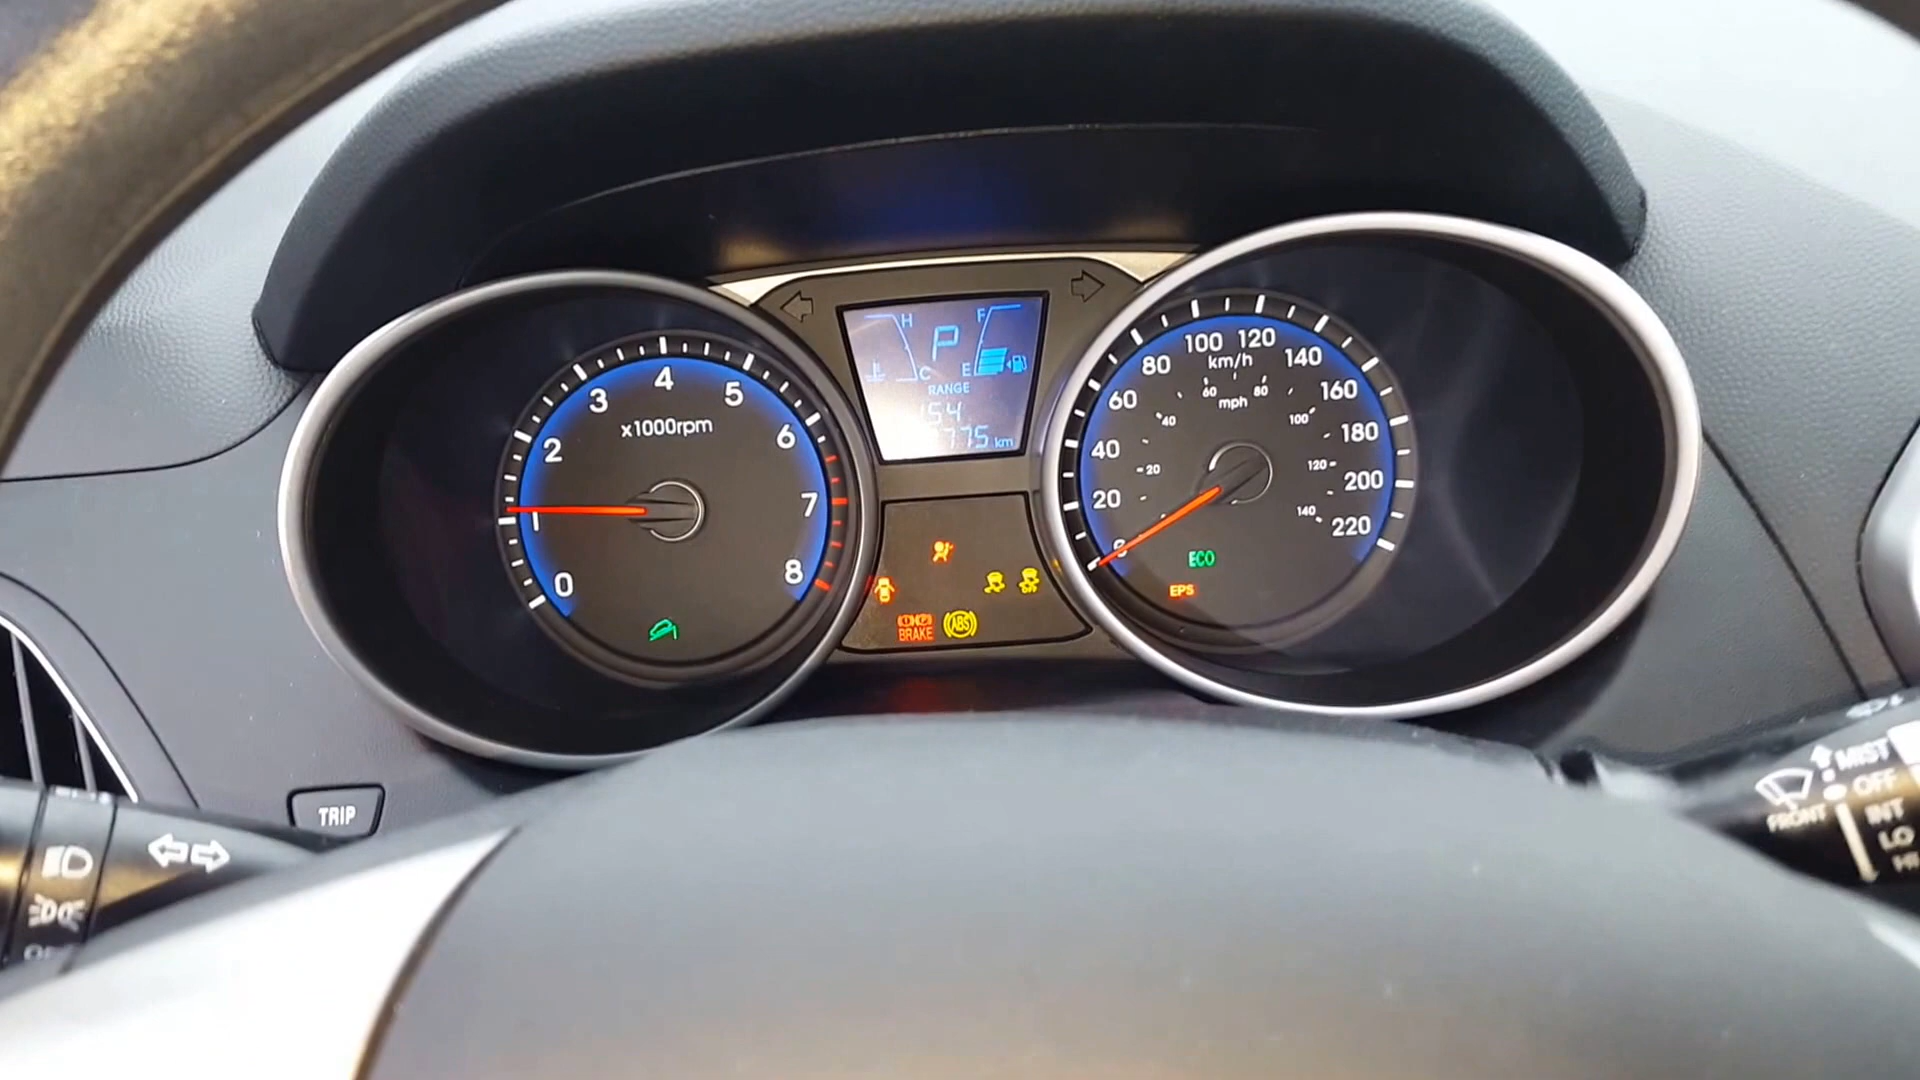 0
1
2
3
4
5
6
7
8
x1000rpm
H
C
P
F
E
RANGE
154
775 km
BRAKE
ABS
OFF
0
20
40
60
80
100
120
140
160
180
200
220
km/h
20
40
60
80
100
120
140
mph
ECO
EPS
TRIP
MIST
OFF
INT
LO
FRONT